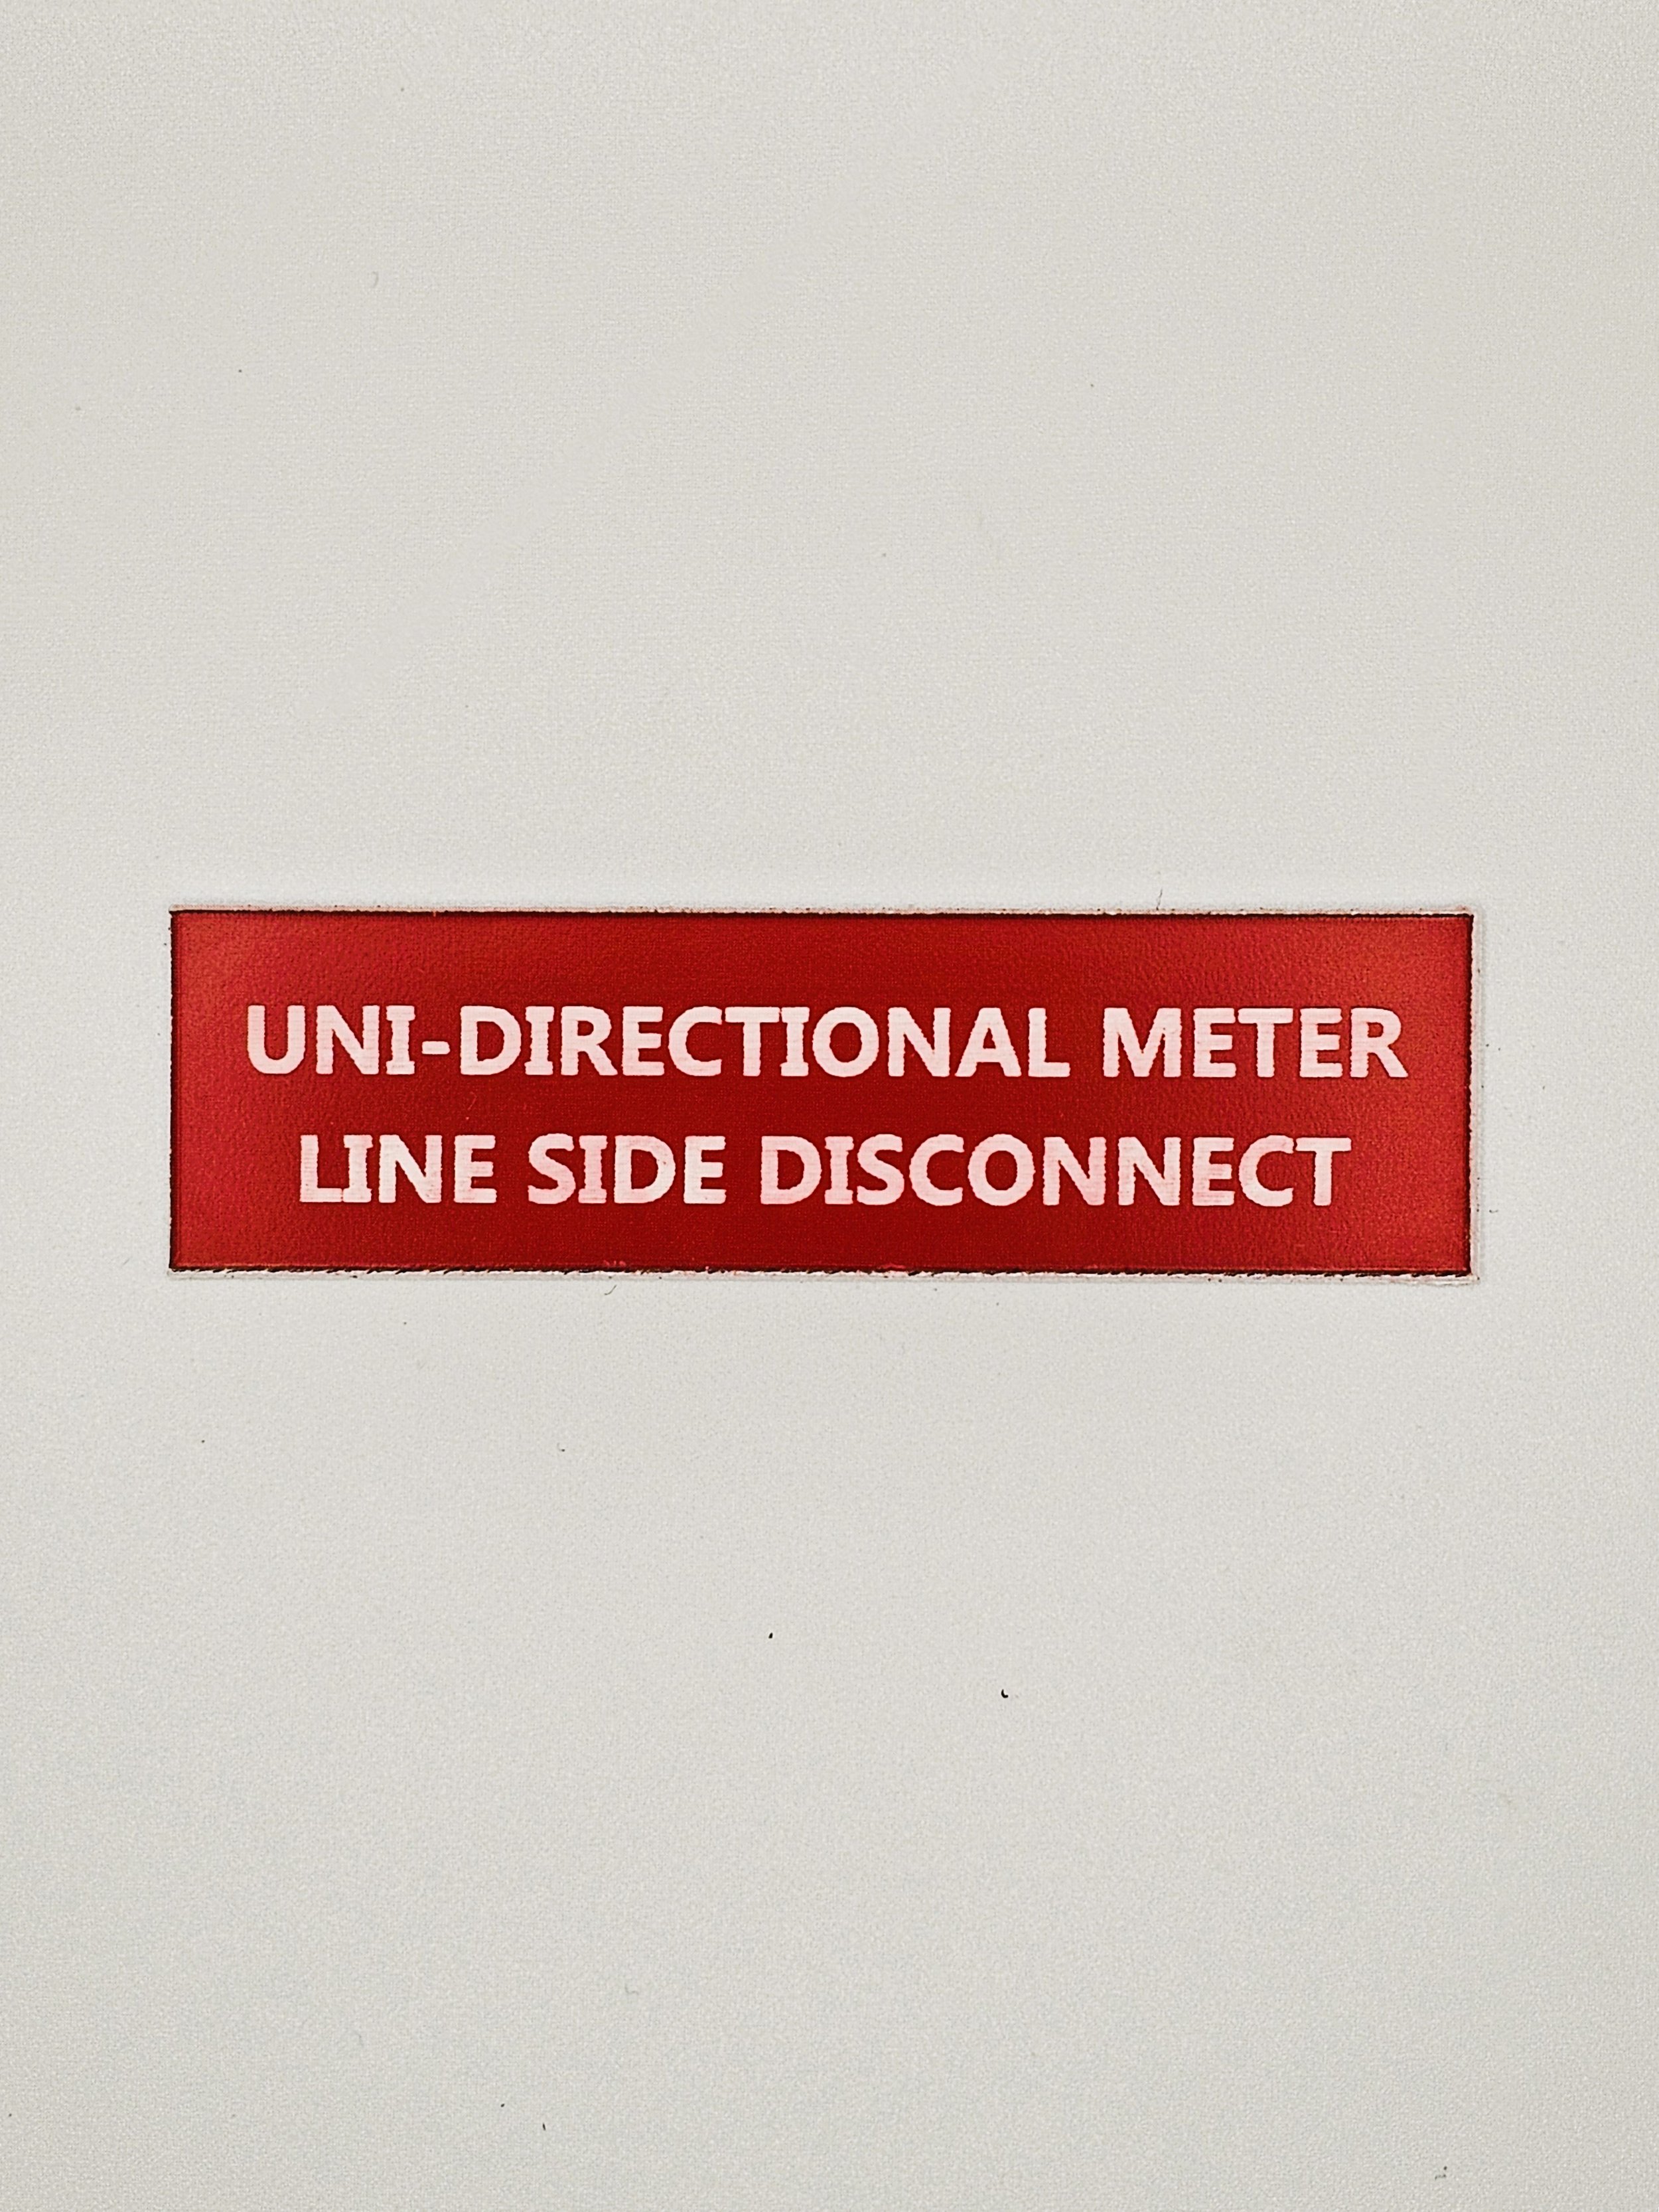 UNI-DIRECTIONAL METER
LINE SIDE DISCONNECT